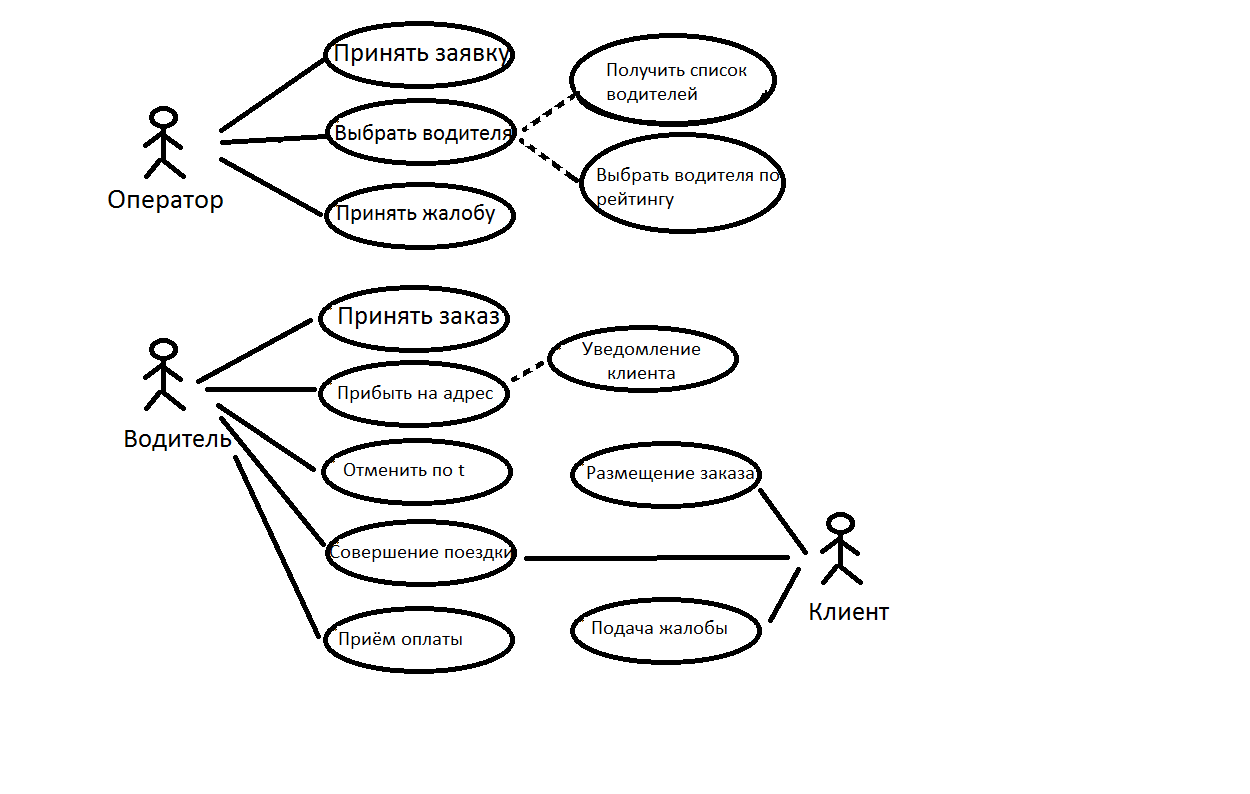 Принять заявку
Получить список
водителей
Выбрать водителя
Выбрать водителя по
рейтингу
Оператор
Принять жалобу
Принять заказ
Уведомление
клиента
Прибыть на адрес
Водитель
Отменить по t
Размещение заказа
Совершение поездки
Клиент
Подача жалобы
Приём оплаты